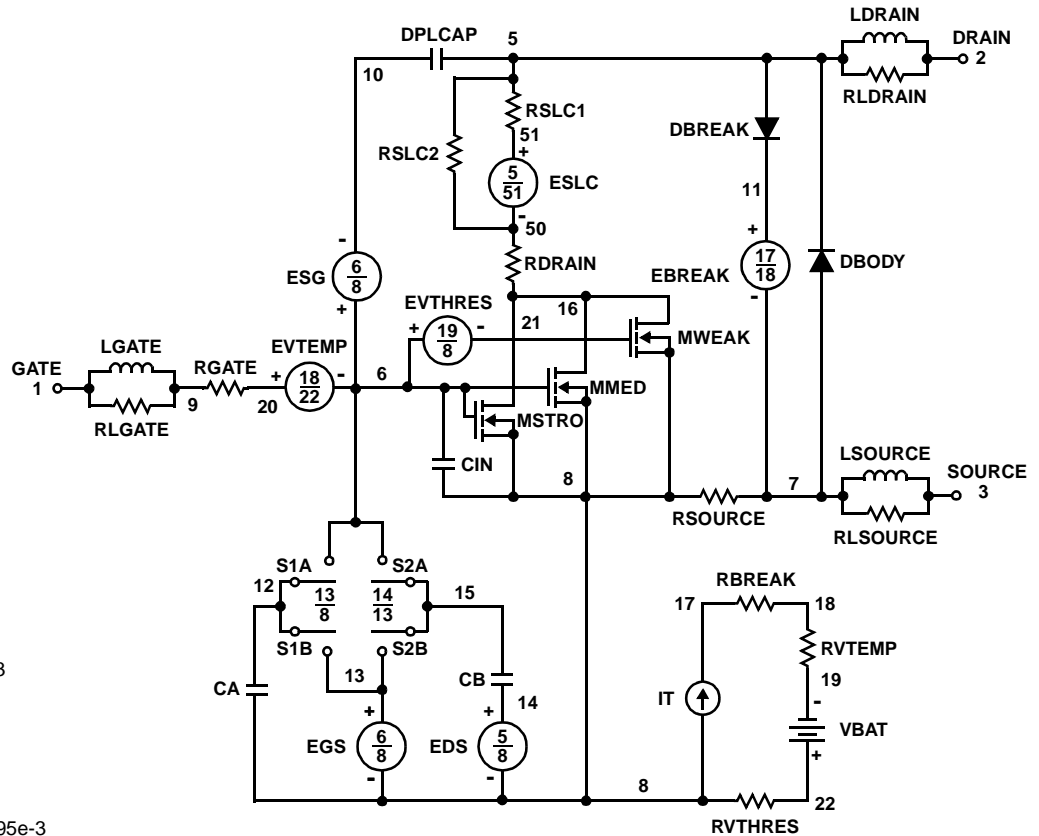 LDRAIN
DPLCAP 5 DRAIN
2
10
RLDRAIN
RSLC1
51
DBREAK
RSLC2
+
5
51
ESLC
11
-
50
-
+
RDRAIN
17
18
DBODY
6
8
ESG
EBREAK
-
+
EVTHRES
16
+
19
8
-
21
MWEAK
LGATE
EVTEMP
GATE
1
RGATE
+
18
22
-
6
MMED
9
20
RLGATE
MSTRO
LSOURCE
CIN
8
7
SOURCE
3
RSOURCE
RLSOURCE
S1A
S2A
12
13
8
14
13
15
RBREAK
17
18
S1B
S2B
RVTEMP
13
CB
19
CA
IT
-
14
VBAT
+
+
6
8
5
8
+
EGS
EDS
-
-
8
22
RVTHRES
3
95e-3